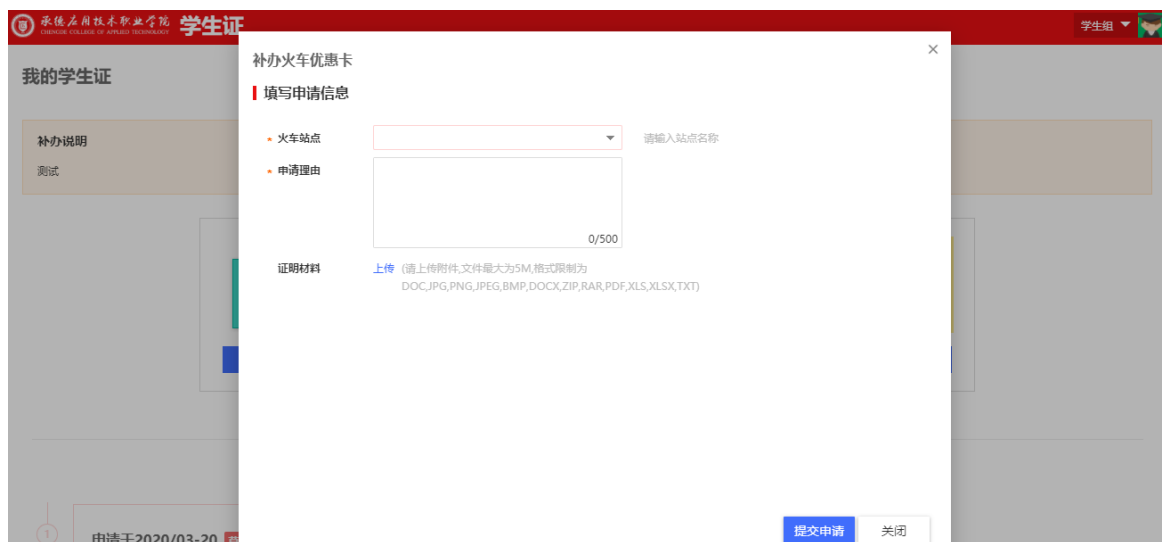 承德应用技术职业学院 学生证
CHENGDE COLLEGE OF APPLIED TECHNOLOGY
学生组
我的学生证
补办说明
测试
补办火车优惠卡
×
填写申请信息
* 火车站点
请输入站点名称
* 申请理由
0/500
证明材料
上传 (请上传附件,文件最大为5M,格式限制为
DOC,JPG,PNG,JPEG,BMP,DOCX,ZIP,RAR,PDF,XLS,XLSX,TXT)
1
申请于2020/03-20
提交申请
关闭